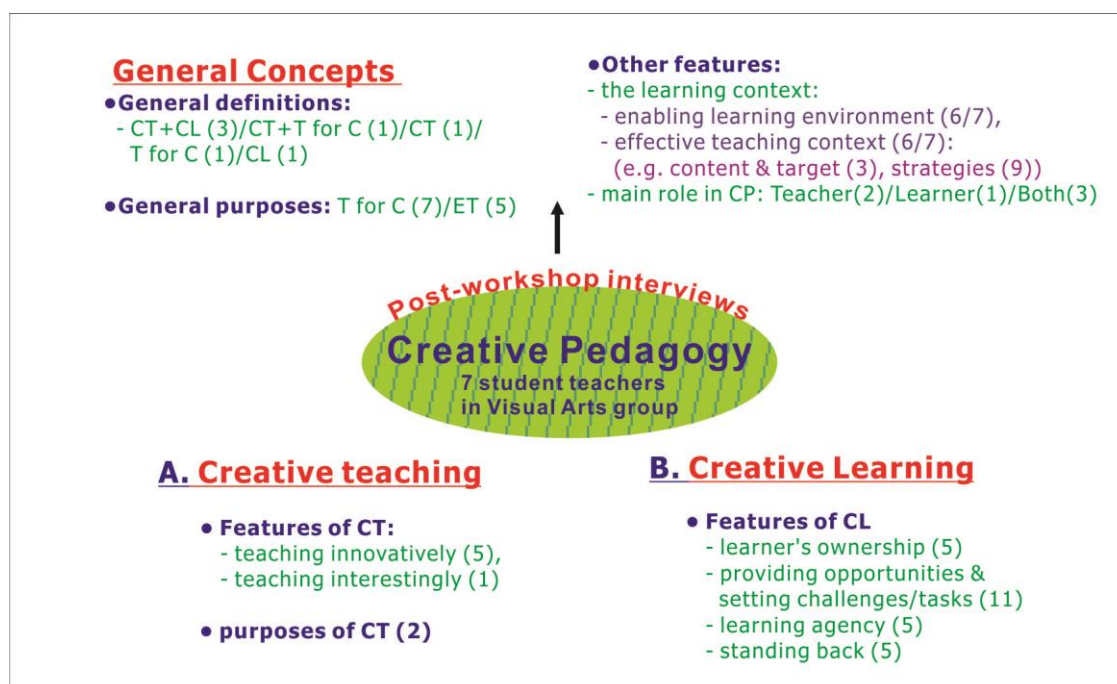 General Concepts
●General definitions:
- CT+CL (3)/CT+T for C (1)/CT (1)/
T for C (1)/CL (1)
●General purposes: T for C (7)/ET (5)
●Other features:
- the learning context:
- enabling learning environment (6/7),
- effective teaching context (6/7):
(e.g. content & target (3), strategies (9))
- main role in CP: Teacher(2)/Learner(1)/Both(3)
Post-workshop interviews
Creative Pedagogy
7 student teachers
in Visual Arts group
A. Creative teaching
● Features of CT:
- teaching innovatively (5),
- teaching interestingly (1)
● purposes of CT (2)
B. Creative Learning
● Features of CL
- learner's ownership (5)
- providing opportunities &
setting challenges/tasks (11)
- learning agency (5)
- standing back (5)